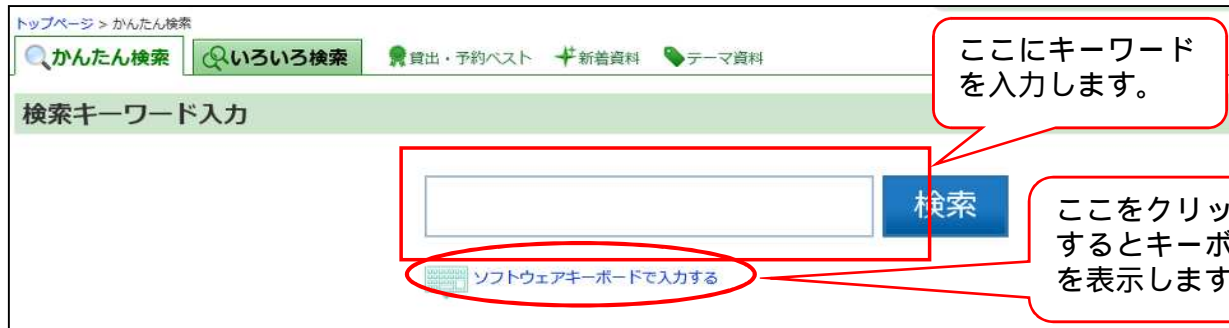 トップページ > かんたん検索
かんたん検索 いろいろ検索 貸出・予約ベスト 新着資料 テーマ資料
検索キーワード入力
ここにキーワード
を入力します。
検索
ソフトウェアキーボードで入力する
ここをクリッ
するとキーボ
を表示します